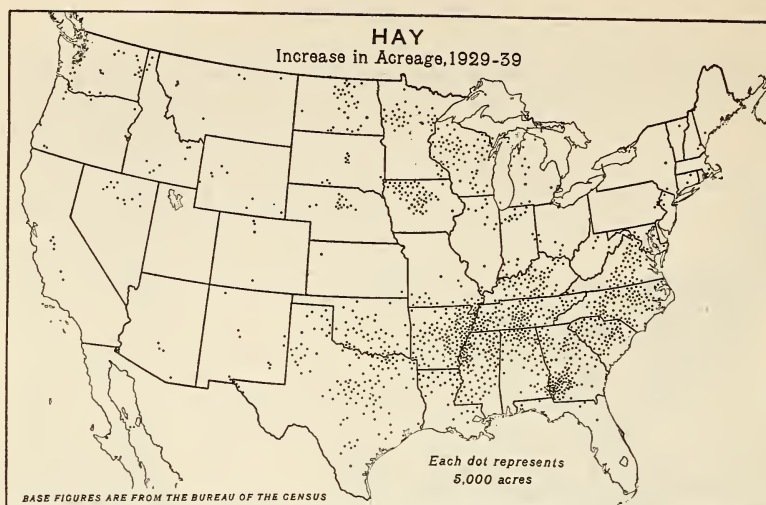 HAY
Increase in Acreage, 1929-39
Each dot represents
5,000 acres
BASE FIGURES ARE FROM THE BUREAU OF THE CENSUS